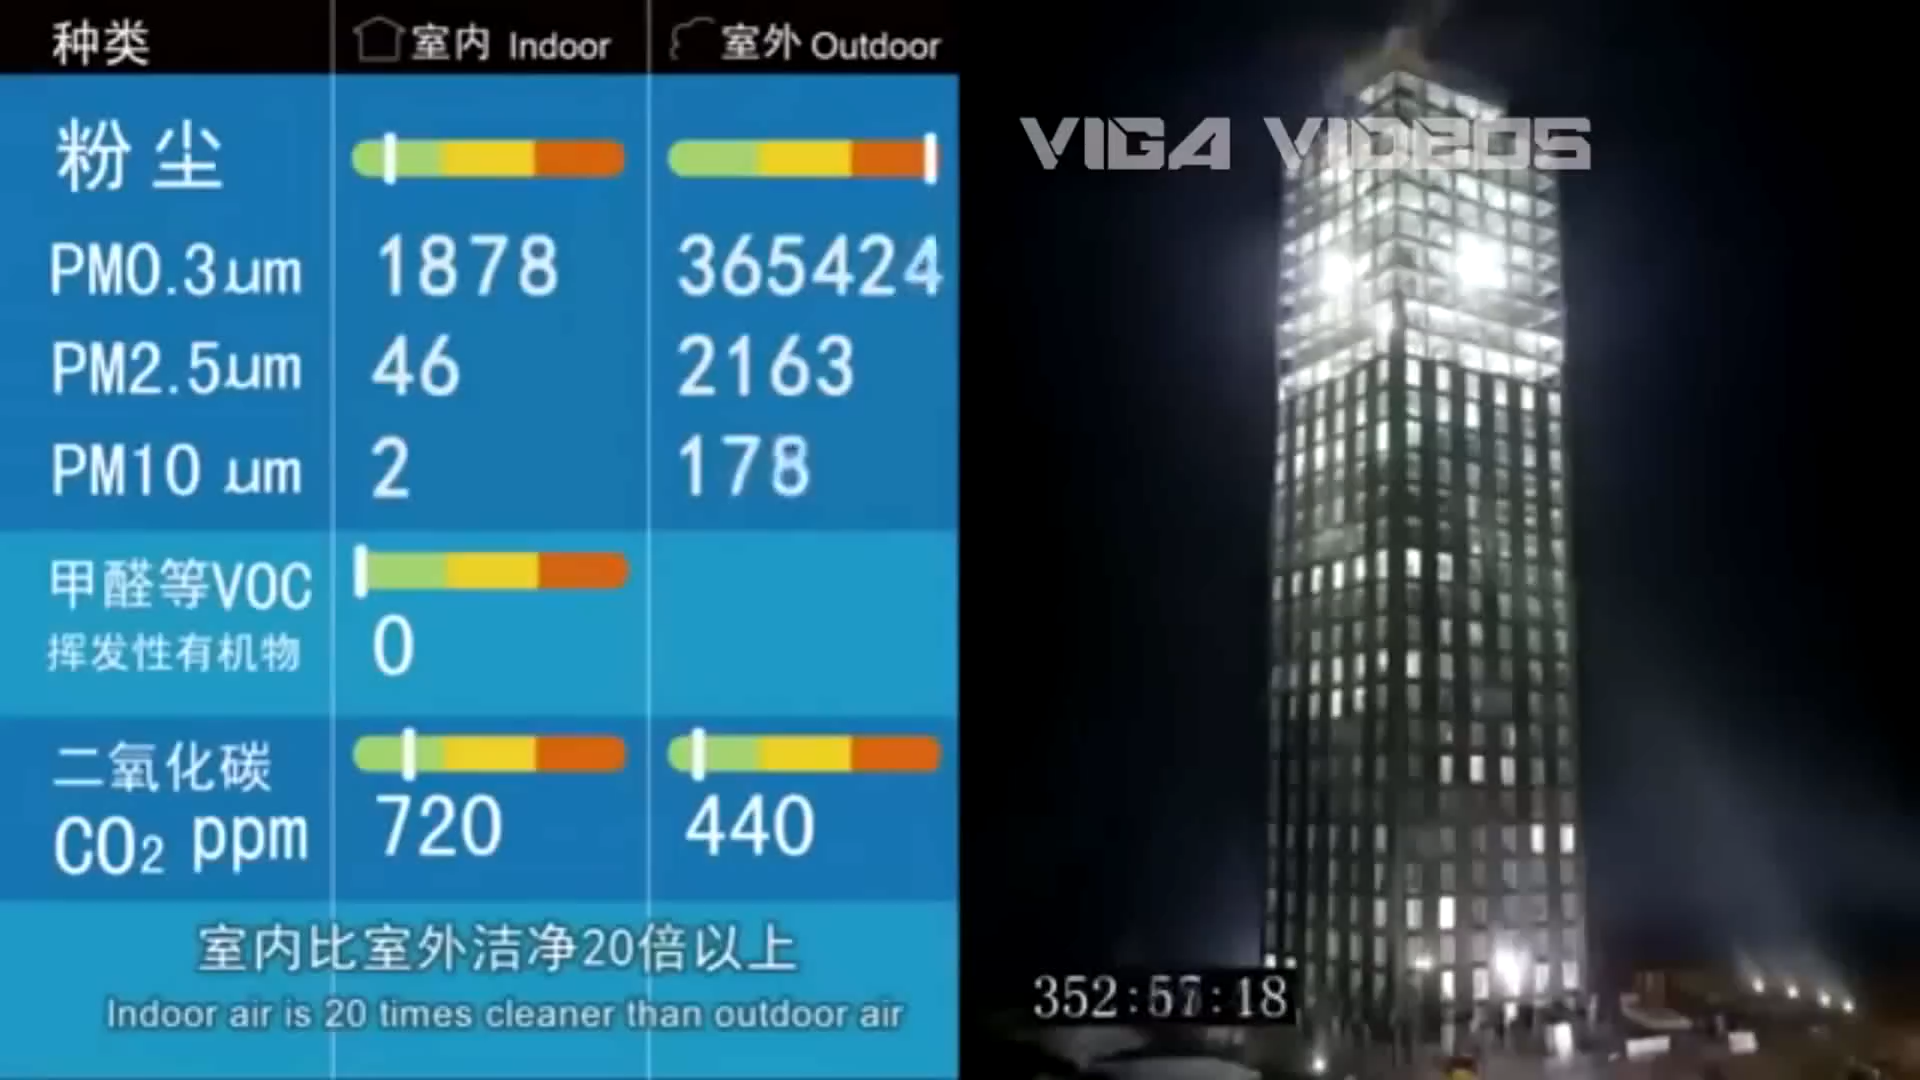 种类 室内 Indoor 室外 Outdoor
粉尘
PM0.3μm 1878 365424
PM2.5μm 46 2163
PM10 μm 2 178
甲醛等VOC
挥发性有机物 0
二氧化碳
CO₂ ppm 720 440
室内比室外洁净20倍以上
Indoor air is 20 times cleaner than outdoor air
VIGA VIDEOS
352:57:18